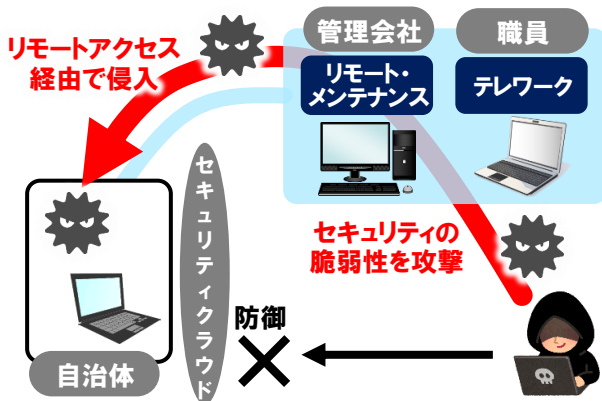 リモートアクセス
経由で侵入
管理会社
職員
リモート・
メンテナンス
テレワーク
セキュリティクラウド
セキュリティの
脆弱性を攻撃
防御
自治体